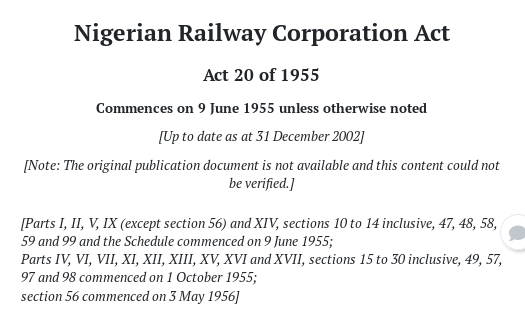 Nigerian Railway Corporation Act
Act 20 of 1955
Commences on 9 June 1955 unless otherwise noted
[Up to date as at 31 December 2002]
[Note: The original publication document is not available and this content could not
be verified.]
[Parts I, II, V, IX (except section 56) and XIV, sections 10 to 14 inclusive, 47, 48, 58,
59 and 99 and the Schedule commenced on 9 June 1955;
Parts IV, VI, VII, XI, XII, XIII, XV, XVI and XVII, sections 15 to 30 inclusive, 49, 57,
97 and 98 commenced on 1 October 1955;
section 56 commenced on 3 May 1956]